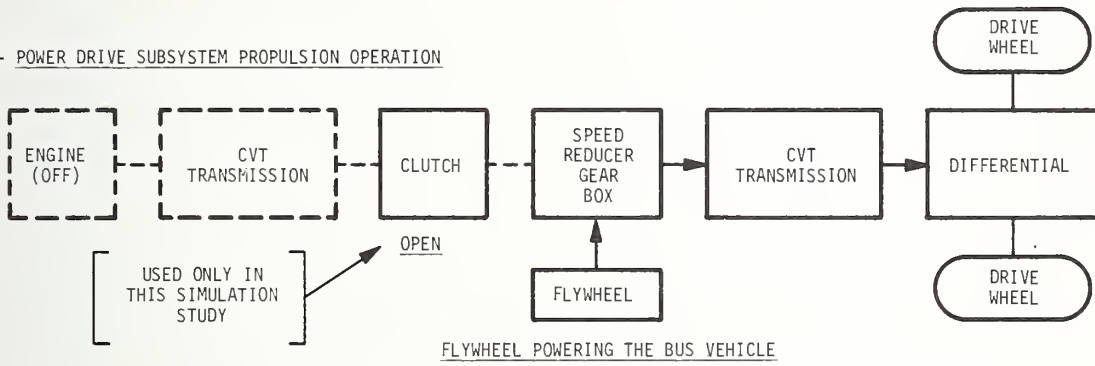 DRIVE
WHEEL
- POWER DRIVE SUBSYSTEM PROPULSION OPERATION
ENGINE
(OFF)
CVT
TRANSMISSION
CLUTCH
SPEED
REDUCER
GEAR
BOX
CVT
TRANSMISSION
DIFFERENTIAL
OPEN
USED ONLY IN
THIS SIMULATION
STUDY
FLYWHEEL
DRIVE
WHEEL
FLYWHEEL POWERING THE BUS VEHICLE